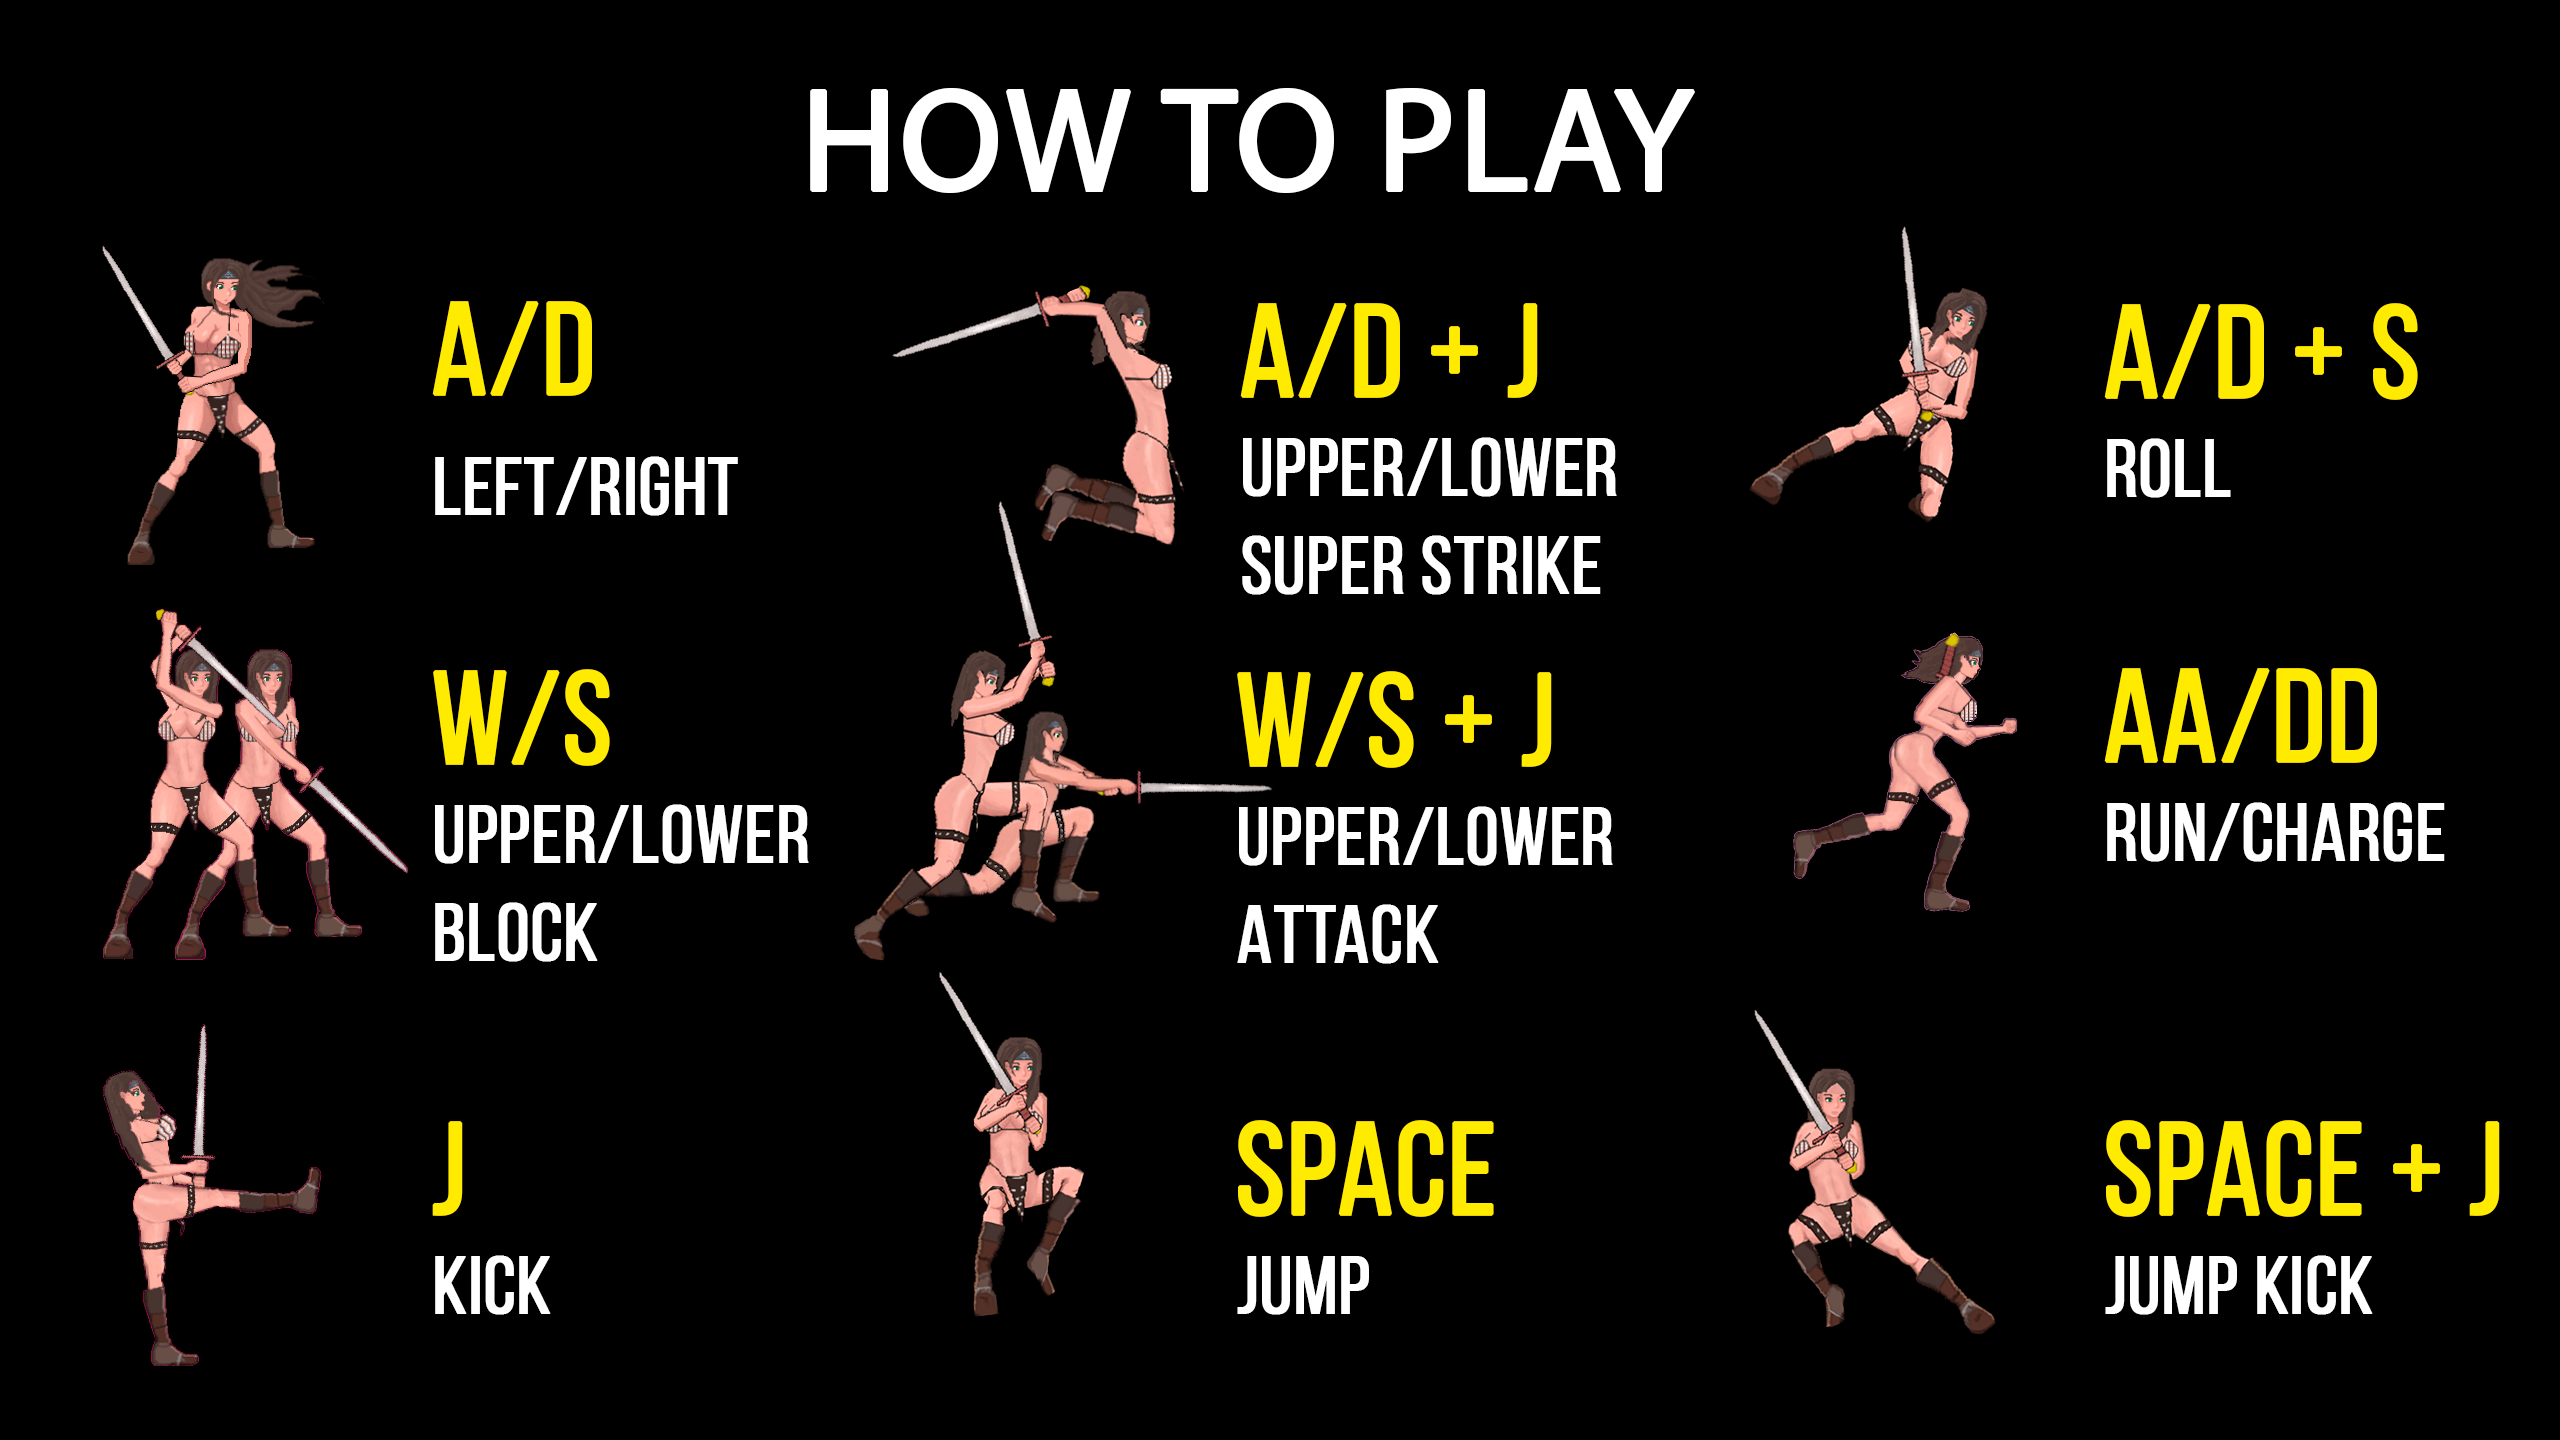 HOW TO PLAY
A/D
LEFT/RIGHT
A/D + J
UPPER/LOWER
SUPER STRIKE
A/D + S
ROLL
W/S
UPPER/LOWER
BLOCK
W/S + J
UPPER/LOWER
ATTACK
AA/DD
RUN/CHARGE
J
KICK
SPACE
JUMP
SPACE + J
JUMP KICK